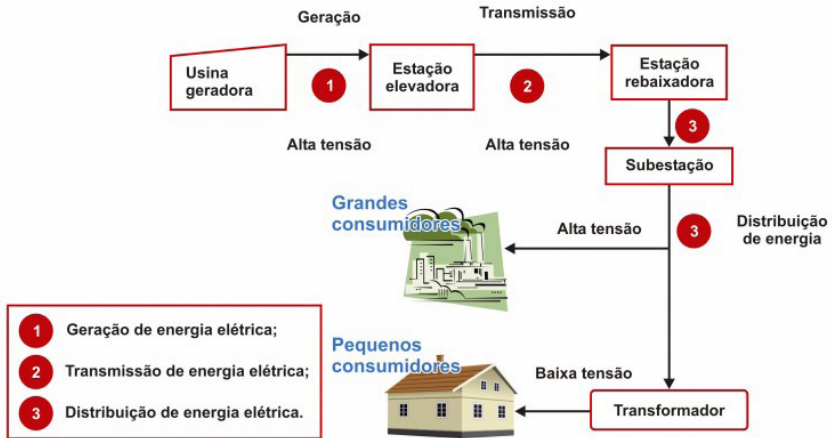 Geração
Transmissão
Usina
geradora
1
Estação
elevadora
2
Estação
rebaixadora
Alta tensão
Alta tensão
3
Subestação
Grandes
consumidores
Alta tensão
3
Distribuição
de energia
1 Geração de energia elétrica;
2 Transmissão de energia elétrica;
3 Distribuição de energia elétrica.
Pequenos
consumidores
Baixa tensão
Transformador